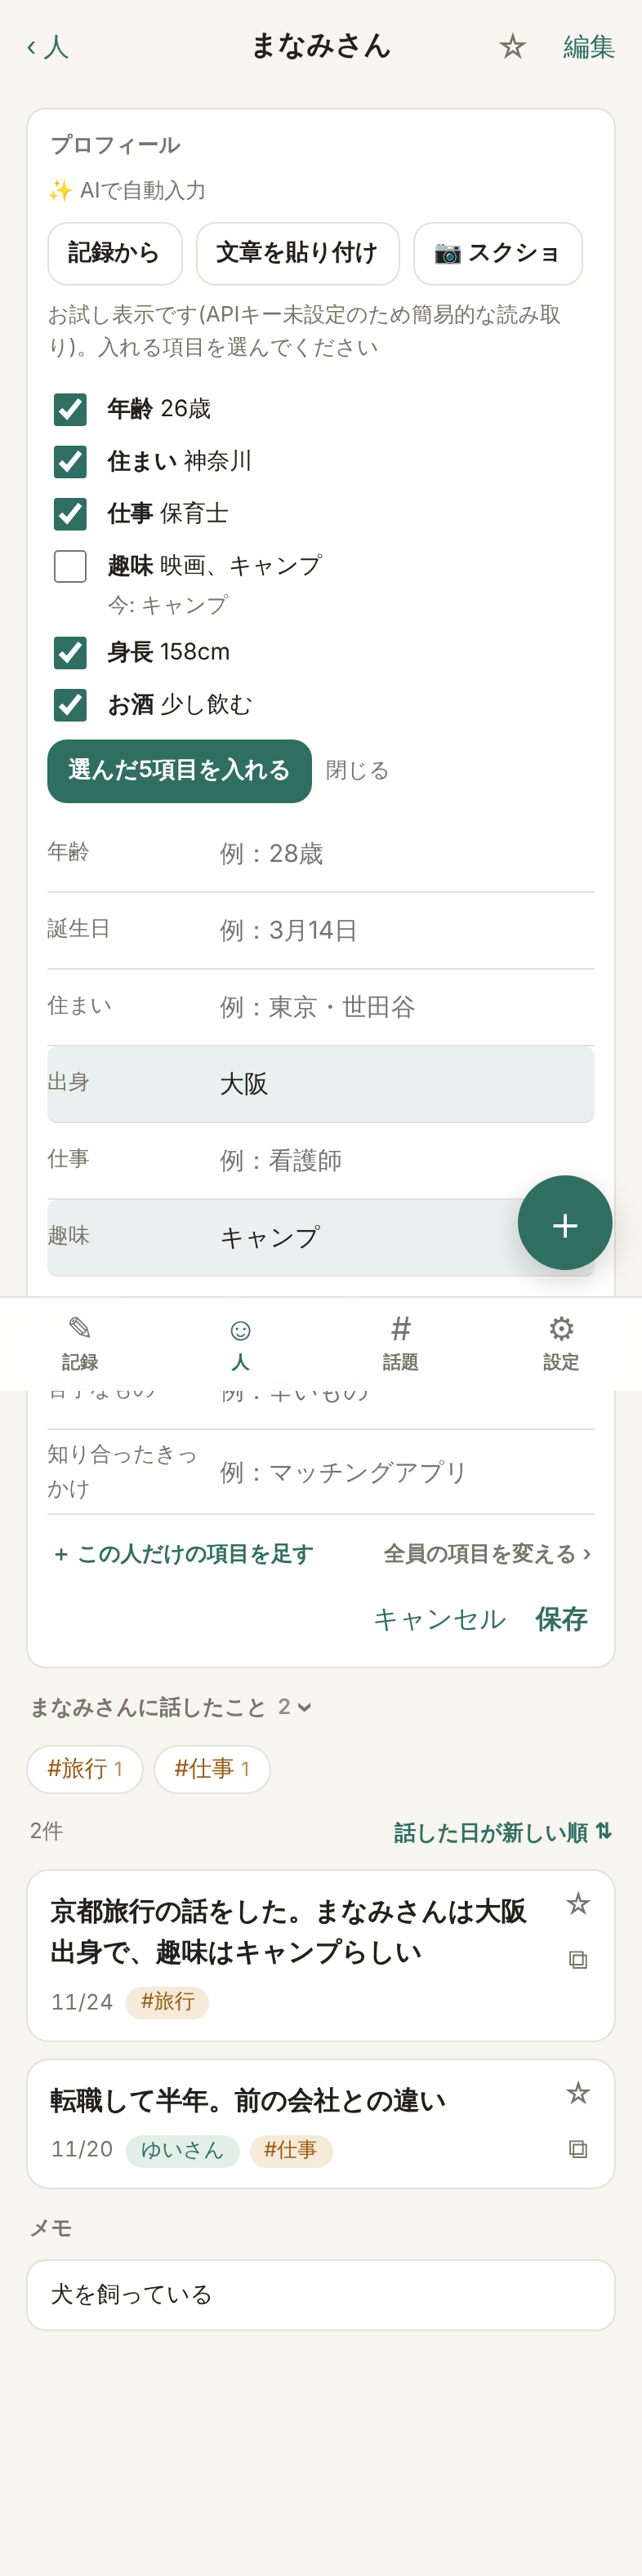 ‹ 人 まなみさん ☆ 編集
プロフィール
✨ AIで自動入力
記録から 文章を貼り付け 📷 スクショ
お試し表示です(APIキー未設定のため簡易的な読み取
り)。入れる項目を選んでください
年齢 26歳
住まい 神奈川
仕事 保育士
趣味 映画、キャンプ
今: キャンプ
身長 158cm
お酒 少し飲む
選んだ5項目を入れる 閉じる
年齢 例：28歳
誕生日 例：3月14日
住まい 例：東京・世田谷
出身 大阪
仕事 例：看護師
趣味 キャンプ
+
✎ ☺ # ⚙
記録 人 話題 設定
知り合ったきっ
かけ 例：マッチングアプリ
+ この人だけの項目を足す 全員の項目を変える ›
キャンセル 保存
まなみさんに話したこと 2
#旅行 1 #仕事 1
2件 話した日が新しい順 ⇅
京都旅行の話をした。まなみさんは大阪
出身で、趣味はキャンプらしい
11/24 #旅行
転職して半年。前の会社との違い
11/20 ゆいさん #仕事
メモ
犬を飼っている